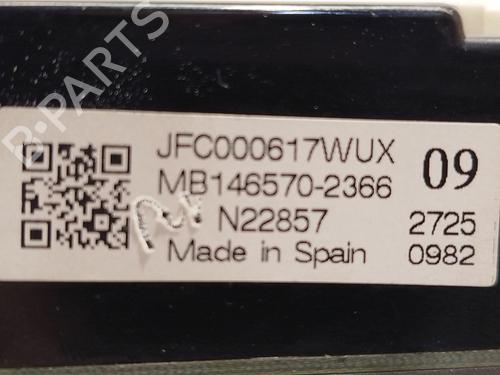 B-PARTS
JFC000617WUX
09
MB146570-2366
N22857
2725
Made in Spain
0982